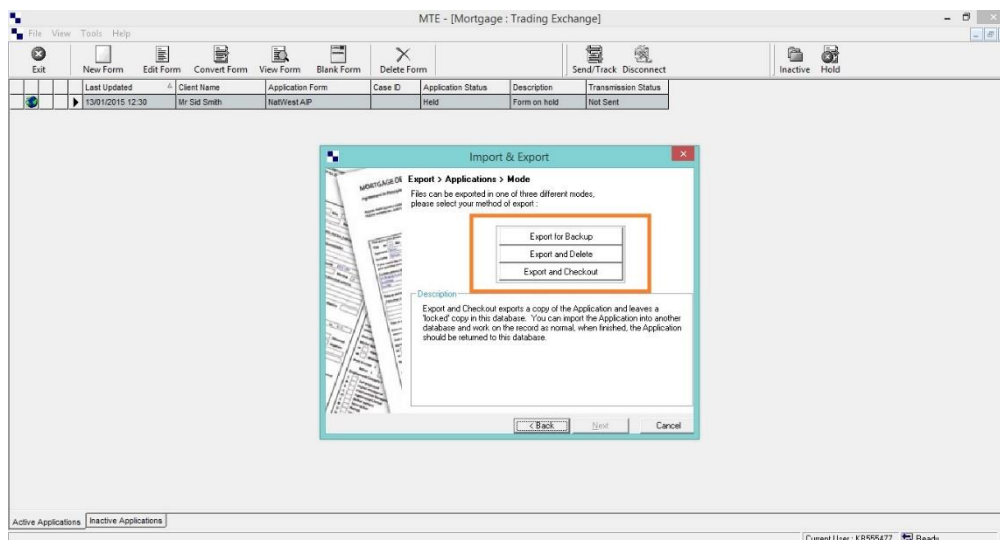 MTE - [Mortgage : Trading Exchange]
File View Tools Help
Exit New Form Edit Form Convert Form View Form Blank Form Delete Form Send/Track Disconnect Inactive Hold
Last Updated Client Name Application Form Case ID Application Status Description Transmission Status
13/01/2015 12:30 Mr Sid Smith NatWest AIP Held Form on hold Not Sent
Import & Export
MORTGAGE DE
Export > Applications > Mode
Files can be exported in one of three different modes,
please select your method of export :
Export for Backup
Export and Delete
Export and Checkout
Description
Export and Checkout exports a copy of the Application and leaves a
'locked' copy in this database. You can import the Application into another
database and work on the record as normal, when finished, the Application
should be returned to this database.
< Back Next Cancel
Active Applications Inactive Applications
Current User : KB555477 Ready